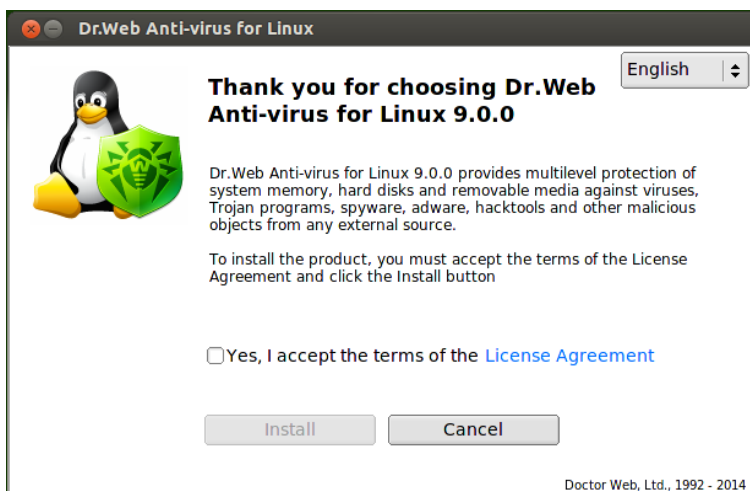 Dr.Web Anti-virus for Linux
English
Thank you for choosing Dr.Web
Anti-virus for Linux 9.0.0
Dr.Web Anti-virus for Linux 9.0.0 provides multilevel protection of
system memory, hard disks and removable media against viruses,
Trojan programs, spyware, adware, hacktools and other malicious
objects from any external source.
To install the product, you must accept the terms of the License
Agreement and click the Install button
Yes, I accept the terms of the License Agreement
Install
Cancel
Doctor Web, Ltd., 1992 - 2014